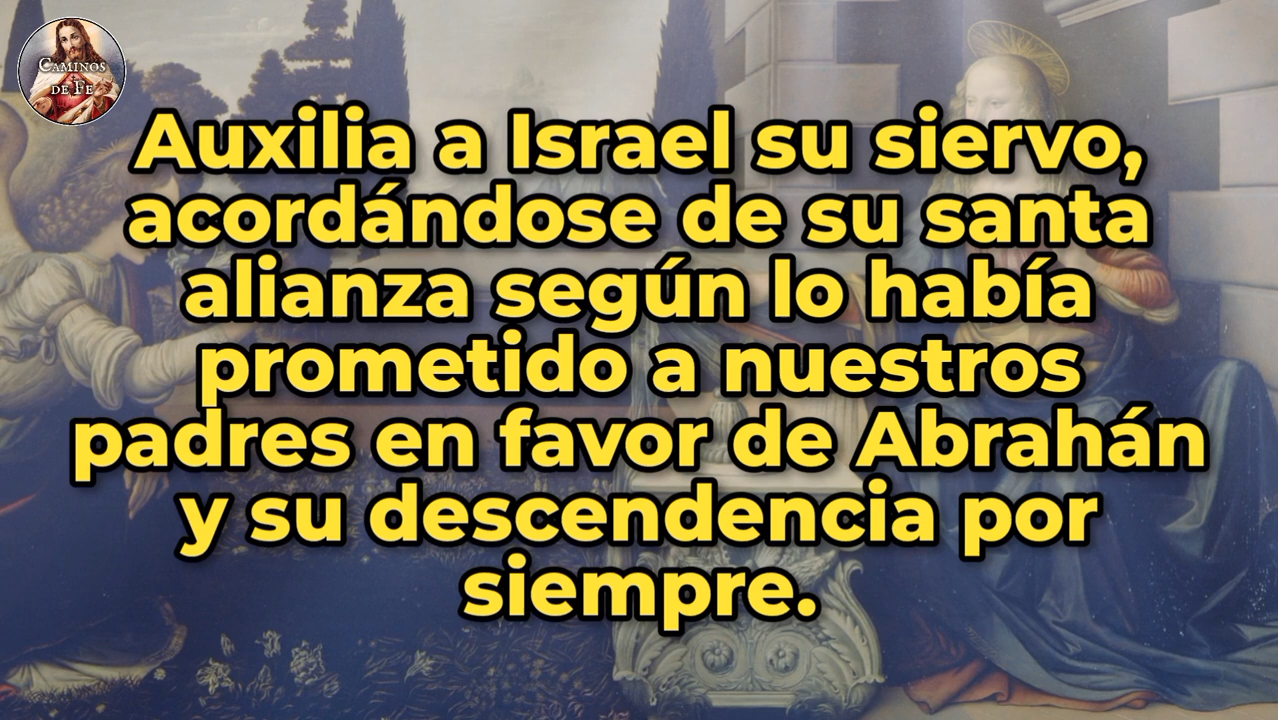 CAMINOS
DE FE
Auxilia a Israel su siervo,
acordándose de su santa
alianza según lo había
prometido a nuestros
padres en favor de Abrahán
y su descendencia por
siempre.